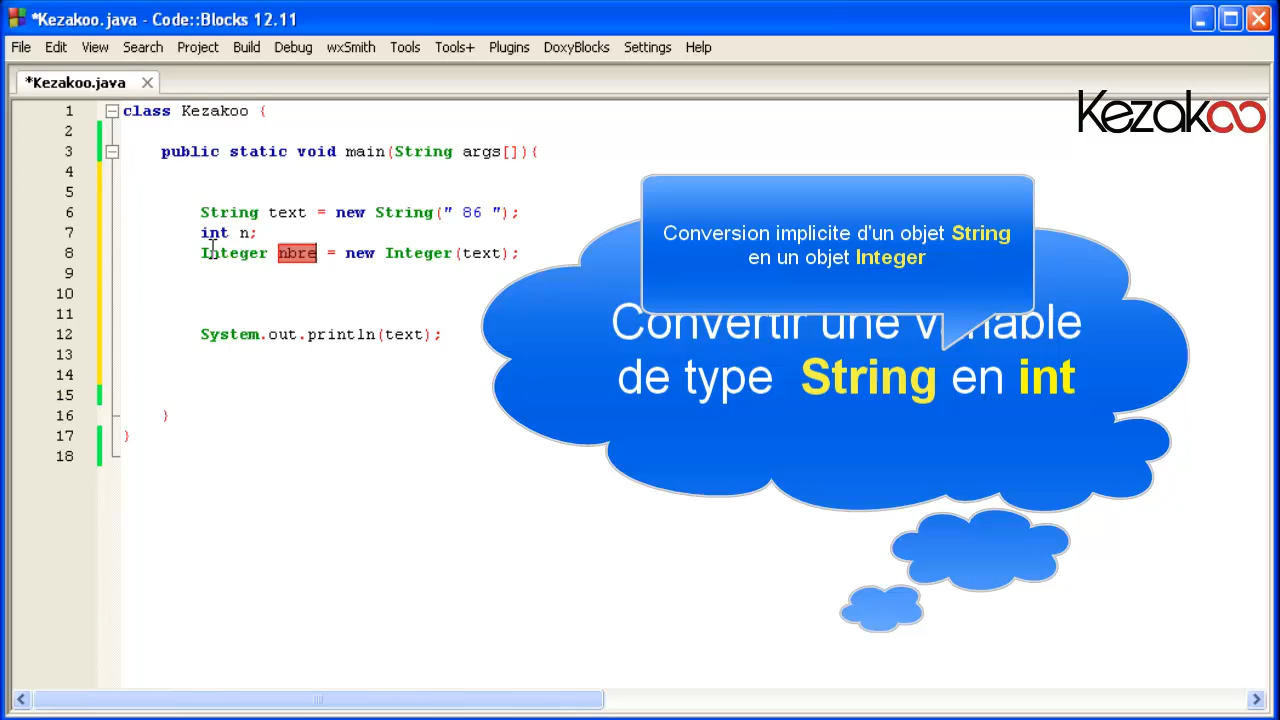 *Kezakoo.java - Code::Blocks 12.11
File Edit View Search Project Build Debug wxSmith Tools Tools+ Plugins DoxyBlocks Settings Help
*Kezakoo.java
Kezakoo
1 class Kezakoo {
2
3 public static void main(String args[]){
4
5
6 String text = new String(" 86 ");
7 int n;
8 Integer nbre = new Integer(text);
9
10
11
12 System.out.println(text);
13
14
15
16 }
17 }
18
Conversion implicite d'un objet String
en un objet Integer
Convertir une variable
de type String en int